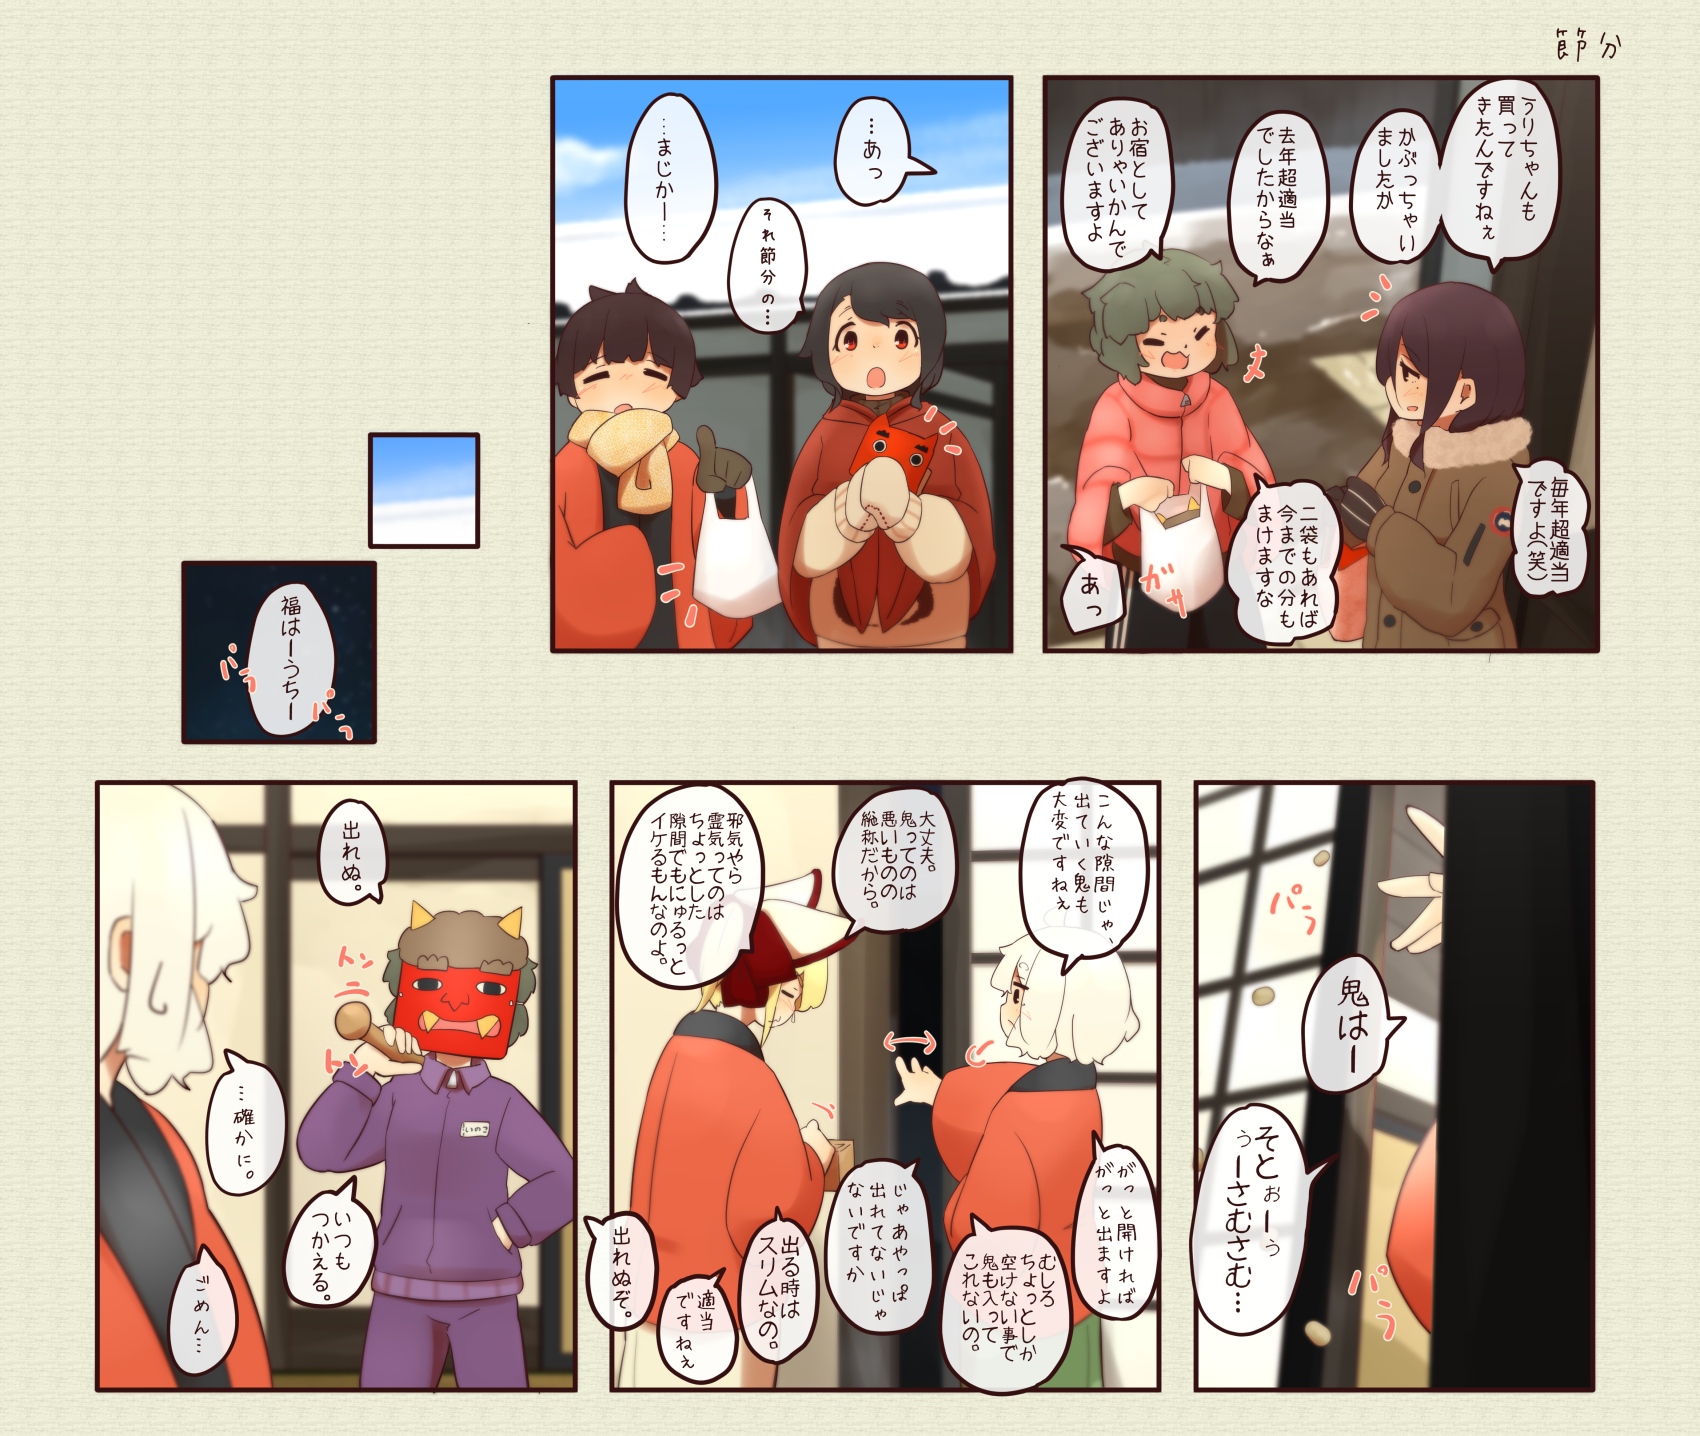 節分
うりちゃんも
買って
きたんですねぇ
かぶっちゃい
ましたか
去年超適当
でしたからなぁ
お宿として
ありゃいかんで
ございますよ
毎年超適当
ですよ(笑)
二袋もあれば
今までの分も
まけますな
ガサ
あっ
…あっ
それ節分の…
…まじかー…
福はーうちー
パラ
パラ
パラ
鬼はー
そとぉーぅ
ぅーさむさむ…
パラ
こんな隙間じゃ、
出ていく鬼も
大変ですねぇ
大丈夫。
鬼ってのは
悪いものの
総称だから。
邪気やら
霊気ってのは
ちょっとした
隙間でもにゅるっと
イケるもんなのよ。
がっと開ければ
がっと出ますよ
むしろ
ちょっとしか
空けない事で
鬼も入って
これないの。
じゃあやっぱ
出れてないじゃ
ないですか
出る時は
スリムなの。
適当
ですねぇ
出れぬぞ。
出れぬ。
トン
トン
いのこ
…確かに。
いつも
つかえる。
ごめん…